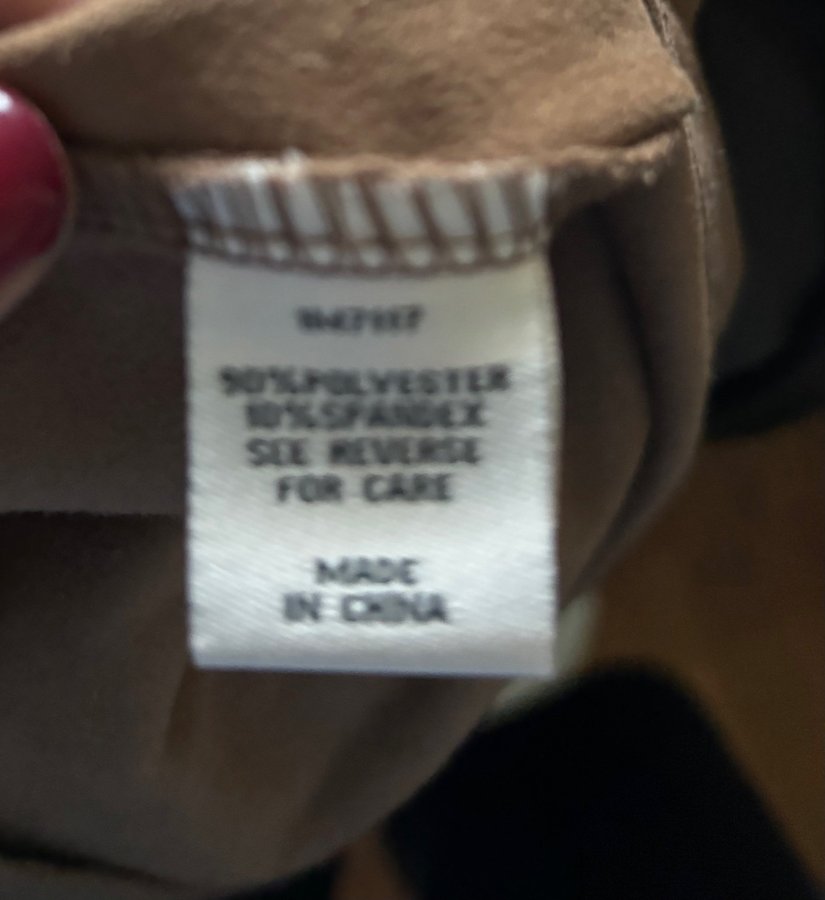 90%POLYESTER
10%SPANDEX
SEE REVERSE
FOR CARE
MADE
IN CHINA